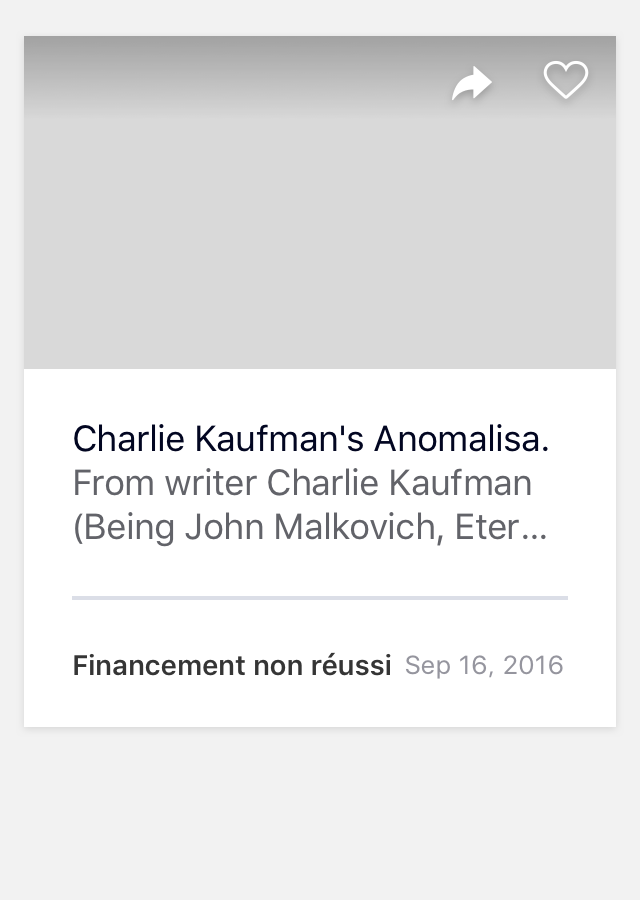 Charlie Kaufman's Anomalisa.
From writer Charlie Kaufman
(Being John Malkovich, Eter...
Financement non réussi Sep 16, 2016